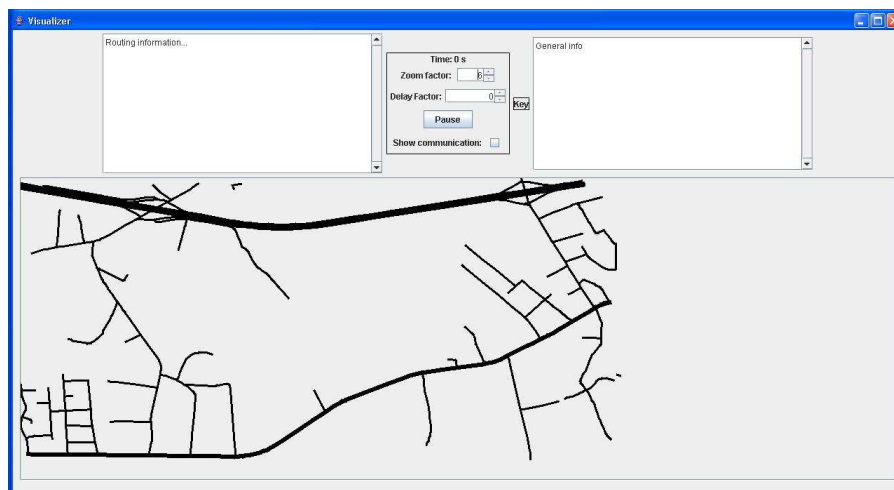 Visualizer
Routing information...
Time: 0 s
Zoom factor: 6
Delay Factor: 0
Pause
Show communication:
Key
General info